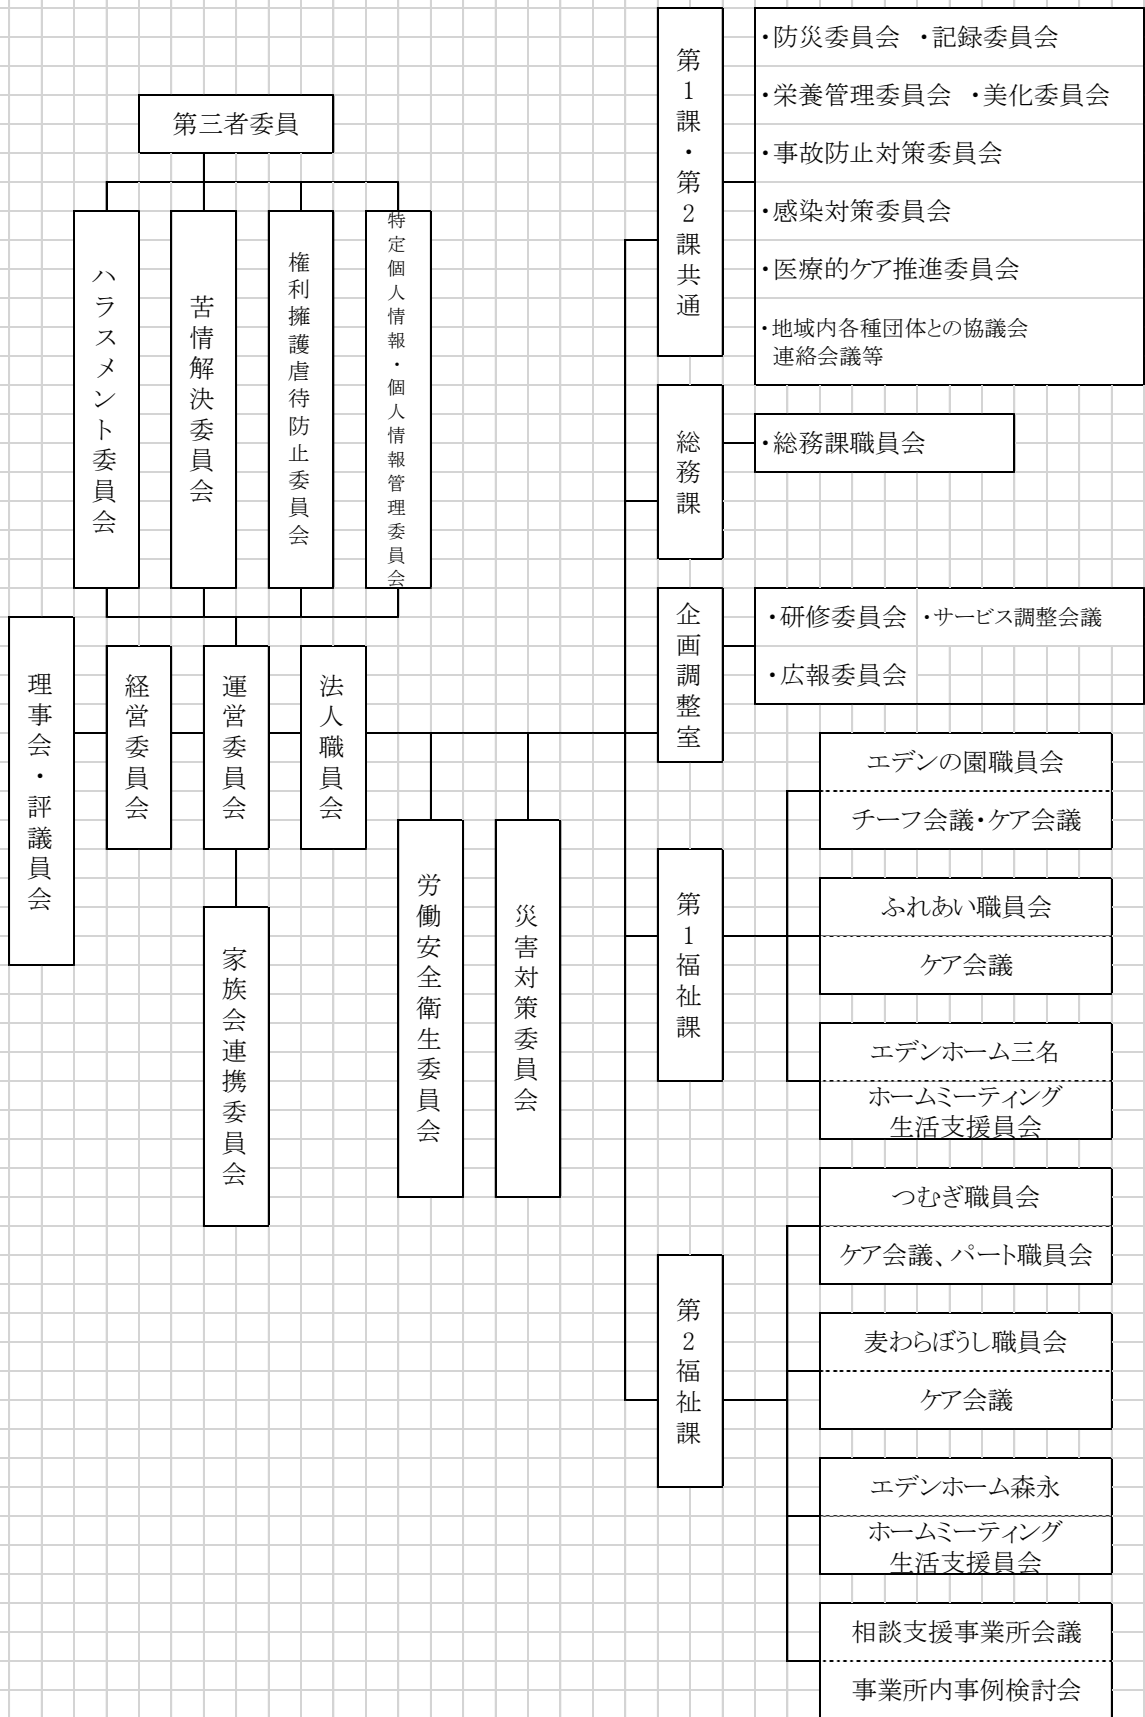 第三者委員
ハラスメント委員会
苦情解決委員会
権利擁護虐待防止委員会
特定個人情報・個人情報管理委員会
理事会・評議員会
経営委員会
運営委員会
法人職員会
家族会連携委員会
労働安全衛生委員会
災害対策委員会
第1課・第2課共通
・防災委員会 ・記録委員会
・栄養管理委員会 ・美化委員会
・事故防止対策委員会
・感染対策委員会
・医療的ケア推進委員会
・地域内各種団体との協議会
連絡会議等
総務課
・総務課職員会
企画調整室
・研修委員会 ・サービス調整会議
・広報委員会
第1福祉課
エデンの園職員会
チーフ会議・ケア会議
ふれあい職員会
ケア会議
エデンホーム三名
ホームミーティング
生活支援員会
第2福祉課
つむぎ職員会
ケア会議、パート職員会
麦わらぼうし職員会
ケア会議
エデンホーム森永
ホームミーティング
生活支援員会
相談支援事業所会議
事業所内事例検討会